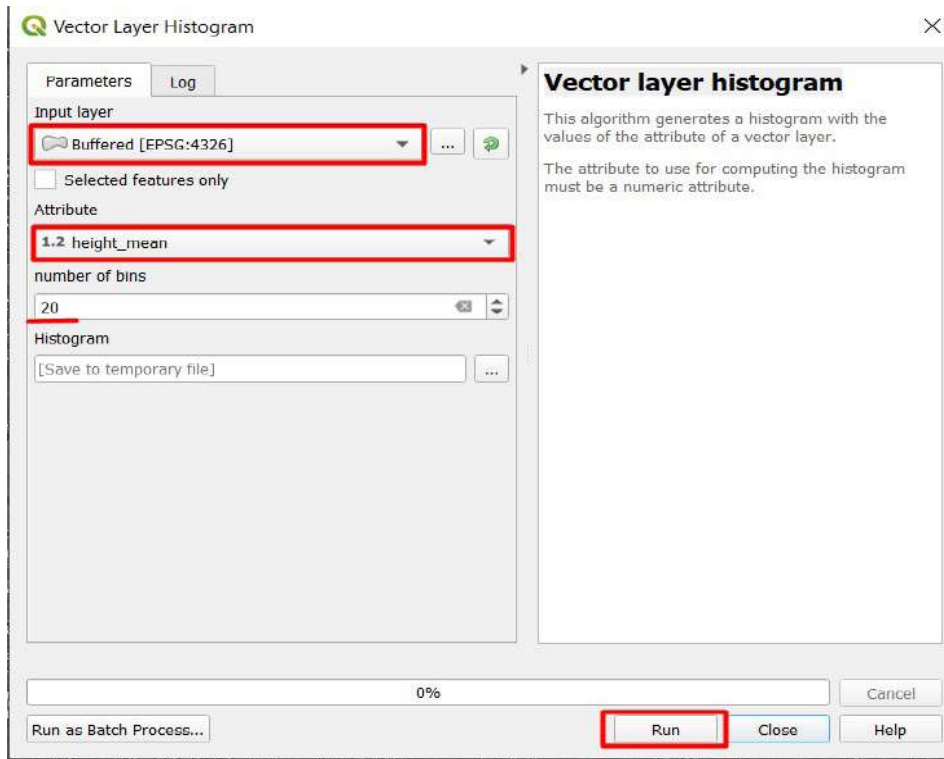 Vector Layer Histogram
Parameters
Log
Input layer
Buffered [EPSG:4326]
...
Selected features only
Attribute
1.2 height_mean
number of bins
20
Histogram
[Save to temporary file]
...
Vector layer histogram
This algorithm generates a histogram with the
values of the attribute of a vector layer.
The attribute to use for computing the histogram
must be a numeric attribute.
0%
Cancel
Run as Batch Process...
Run
Close
Help